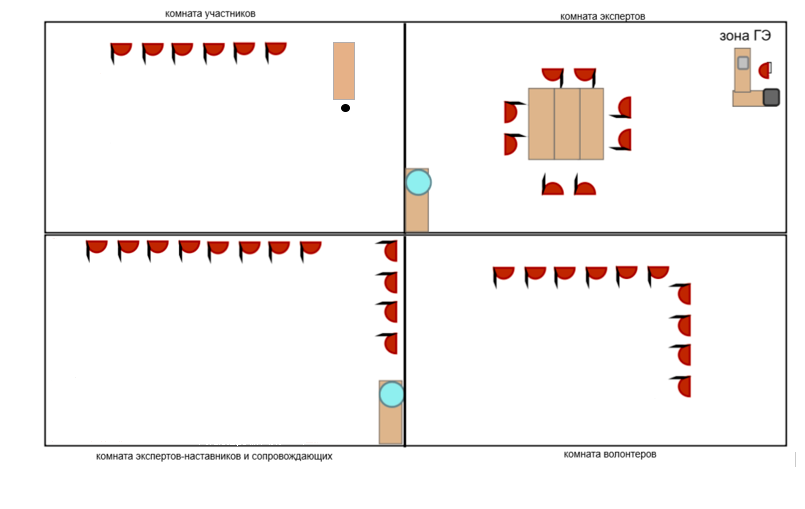 комната участников
комната экспертов
зона ГЭ
комната экспертов-наставников и сопровождающих
комната волонтеров